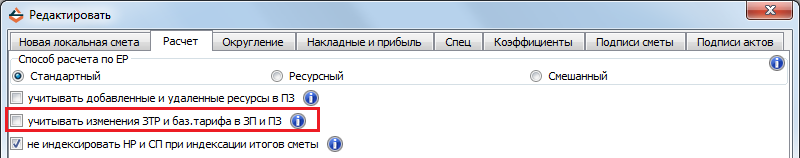 Редактировать
Новая локальная смета Расчет Округление Накладные и прибыль Спец Коэффициенты Подписи сметы Подписи актов
Способ расчета по ЕР
Стандартный Ресурсный Смешанный
учитывать добавленные и удаленные ресурсы в ПЗ
учитывать изменения ЗТР и баз.тарифа в ЗП и ПЗ
не индексировать НР и СП при индексации итогов сметы